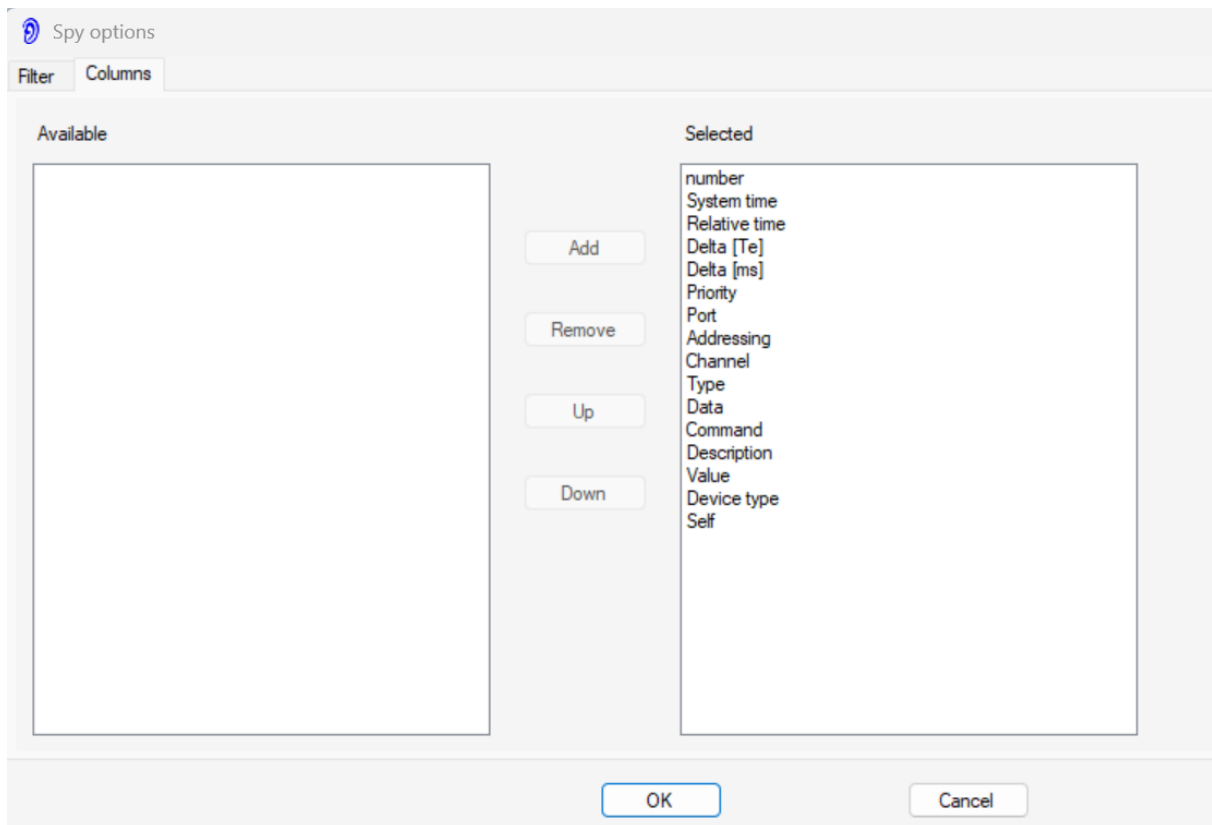 Spy options
Filter Columns
Available
Selected
number
System time
Relative time
Delta [Te]
Delta [ms]
Priority
Port
Addressing
Channel
Type
Data
Command
Description
Value
Device type
Self
Add
Remove
Up
Down
OK Cancel